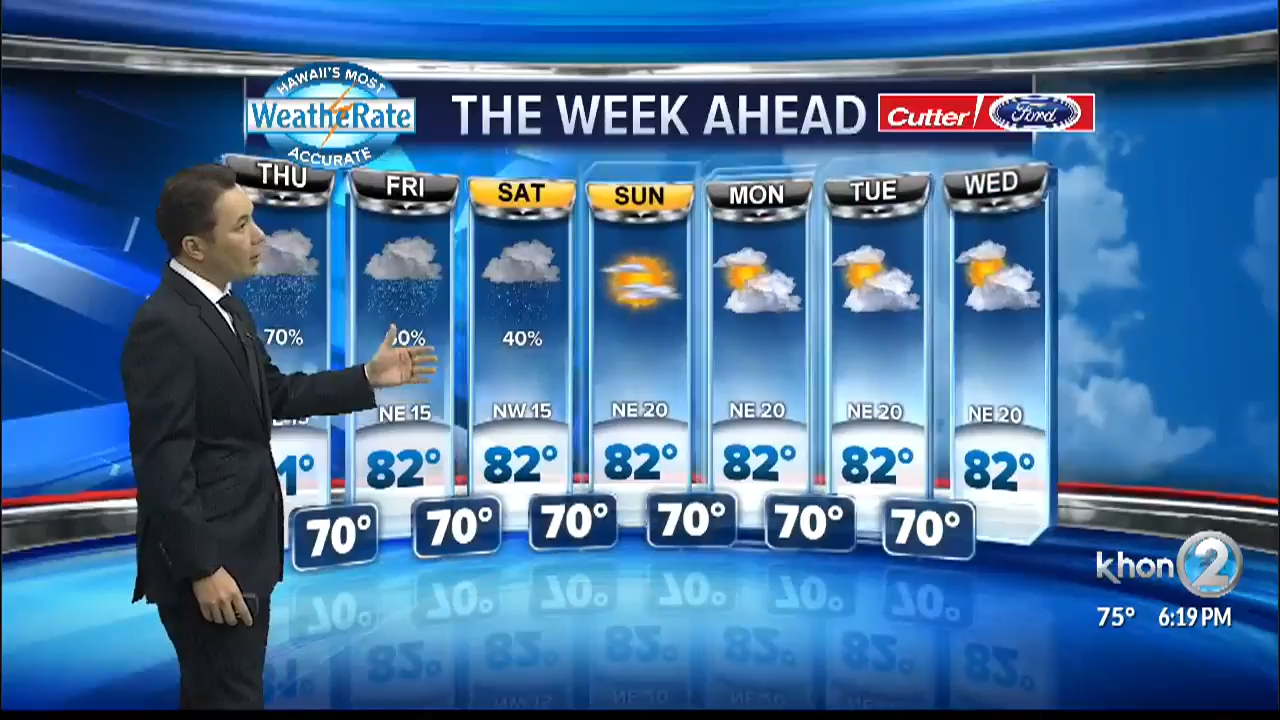 HAWAII'S MOST
WeatheRate
ACCURATE
THE WEEK AHEAD
Cutter!
Ford
THU
FRI
SAT
SUN
MON
TUE
WED
70%
40%
NE 15
NW 15
NE 20
NE 20
NE 20
NE 20
82°
82°
82°
82°
82°
82°
70°
70°
70°
70°
70°
70°
khon 2
75° 6:19 PM